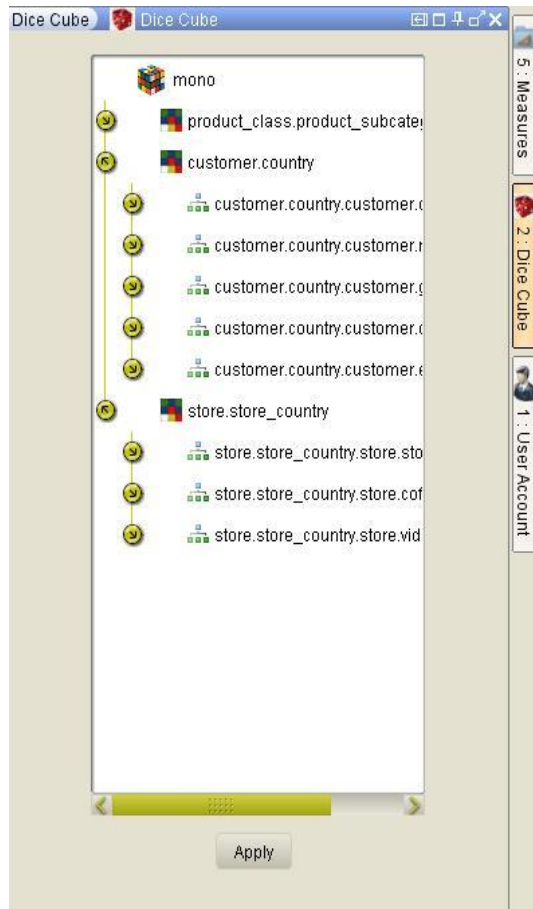 Dice Cube Dice Cube
mono
product_class.product_subcate
customer.country
customer.country.customer.
customer.country.customer.
customer.country.customer.g
customer.country.customer.
customer.country.customer.
store.store_country
store.store_country.store.sto
store.store_country.store.cof
store.store_country.store.vid
Apply
5 : Measures
2 : Dice Cube
1 : User Account